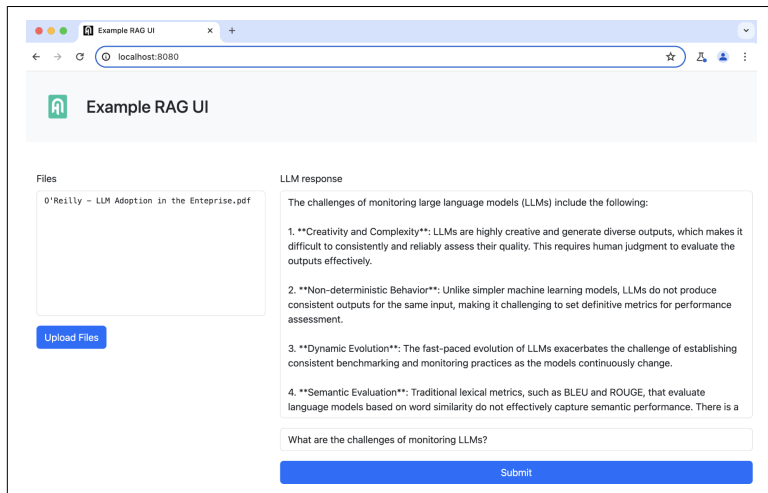 Example RAG UI
localhost:8080
Example RAG UI
Files
O'Reilly – LLM Adoption in the Enteprise.pdf
Upload Files
LLM response
The challenges of monitoring large language models (LLMs) include the following:
1. **Creativity and Complexity**: LLMs are highly creative and generate diverse outputs, which makes it
difficult to consistently and reliably assess their quality. This requires human judgment to evaluate the
outputs effectively.
2. **Non-deterministic Behavior**: Unlike simpler machine learning models, LLMs do not produce
consistent outputs for the same input, making it challenging to set definitive metrics for performance
assessment.
3. **Dynamic Evolution**: The fast-paced evolution of LLMs exacerbates the challenge of establishing
consistent benchmarking and monitoring practices as the models continuously change.
4. **Semantic Evaluation**: Traditional lexical metrics, such as BLEU and ROUGE, that evaluate
language models based on word similarity do not effectively capture semantic performance. There is a
What are the challenges of monitoring LLMs?
Submit